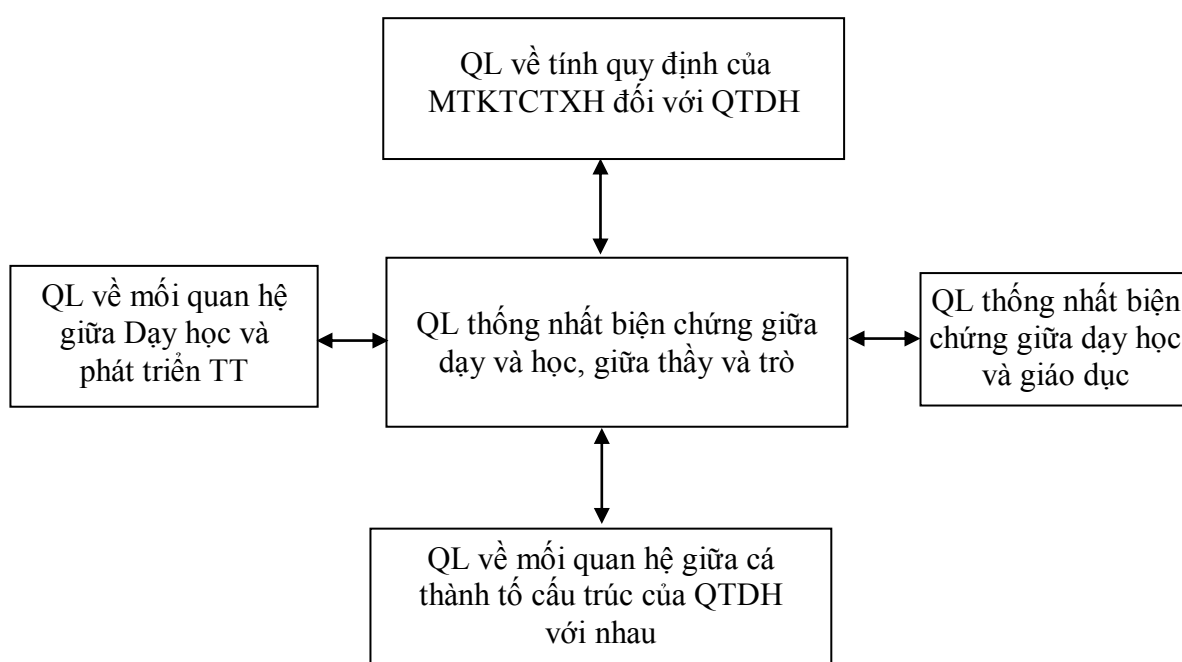 QL về tính quy định của
MTKTCTXH đối với QTDH
QL về mối quan hệ
giữa Dạy học và
phát triển TT
QL thống nhất biện chứng giữa
dạy và học, giữa thầy và trò
QL thống nhất biện
chứng giữa dạy học
và giáo dục
QL về mối quan hệ giữa cá
thành tố cấu trúc của QTDH
với nhau